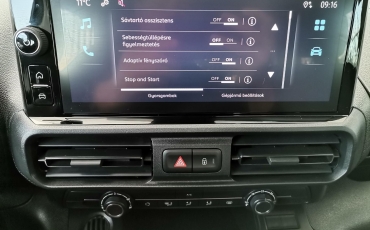 11°C 09:16
Sávtartó asszisztens OFF ON
Sebességtúllépésre
figyelmeztetés OFF ON
Adaptív fényszóró OFF ON
Stop and Start OFF ON
Gyorsgombok Gépjármű beállítások